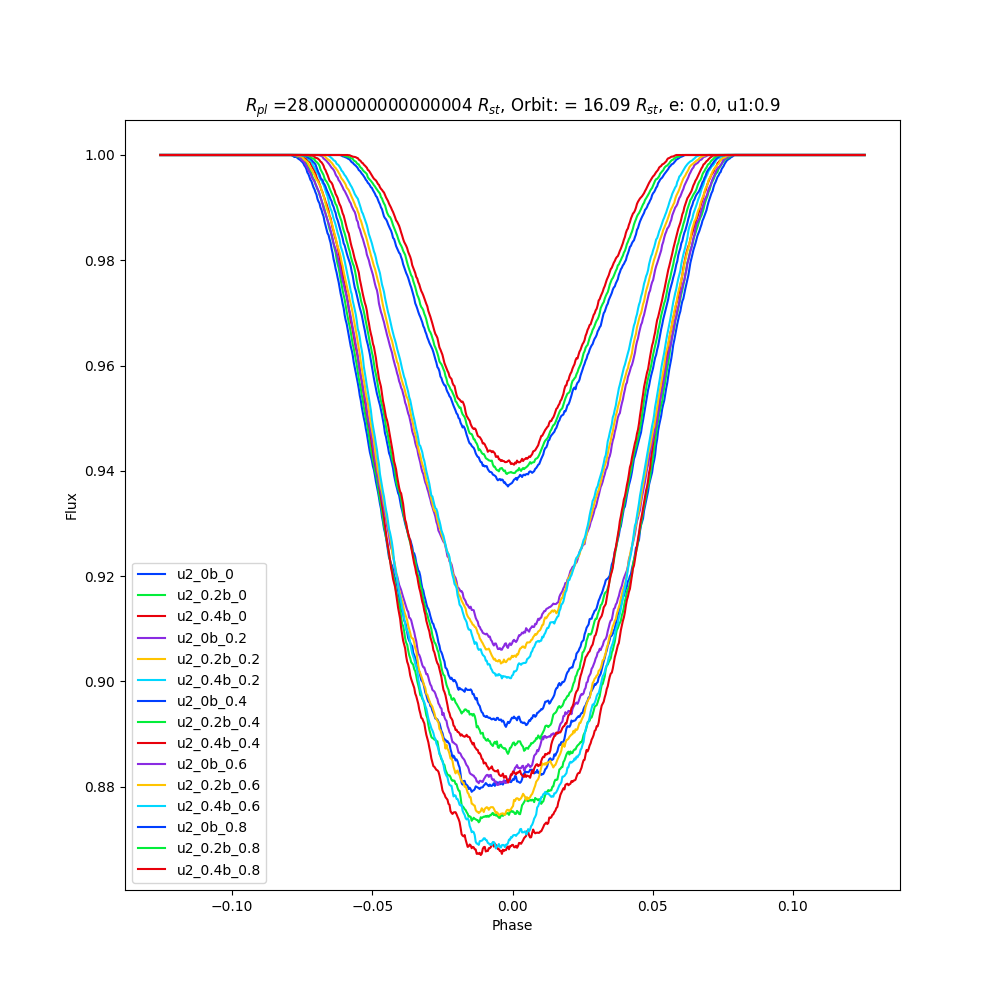 R_pl =28.000000000000004 R_st, Orbit: = 16.09 R_st, e: 0.0, u1:0.9
1.00
0.98
0.96
0.94
0.92
0.90
0.88
Flux
u2_0b_0
u2_0.2b_0
u2_0.4b_0
u2_0b_0.2
u2_0.2b_0.2
u2_0.4b_0.2
u2_0b_0.4
u2_0.2b_0.4
u2_0.4b_0.4
u2_0b_0.6
u2_0.2b_0.6
u2_0.4b_0.6
u2_0b_0.8
u2_0.2b_0.8
u2_0.4b_0.8
−0.10 −0.05 0.00 0.05 0.10
Phase